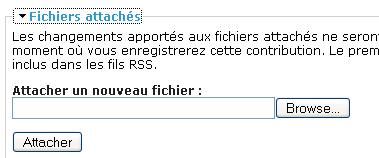 Fichiers attachés
Les changements apportés aux fichiers attachés ne seron
moment où vous enregistrerez cette contribution. Le prem
inclus dans les fils RSS.
Attacher un nouveau fichier :
Browse...
Attacher